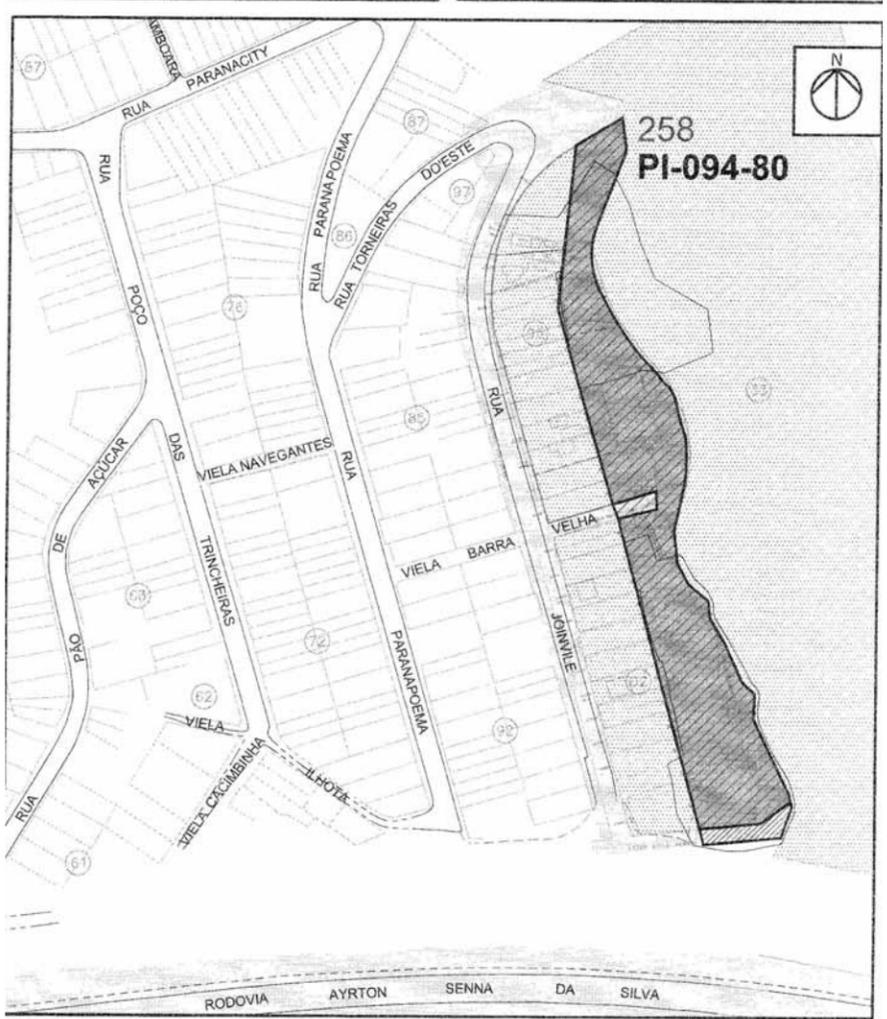 AMBOARA
RUA PARANACITY
N
258
PI-094-80
87
87
97
86
RUA PARANAPOEMA
RUA TORNEIRAS DO'ESTE
RUA POÇO DAS TRINCHEIRAS
RUA PÃO DE AÇUCAR
VIELA NAVEGANTES
RUA PARANAPOEMA
RUA JOINVILE
VIELA BARRA VELHA
85
72
92
62
61
VIELA
ILHOTA
VIELA CACIMBINHA
RODOVIA AYRTON SENNA DA SILVA